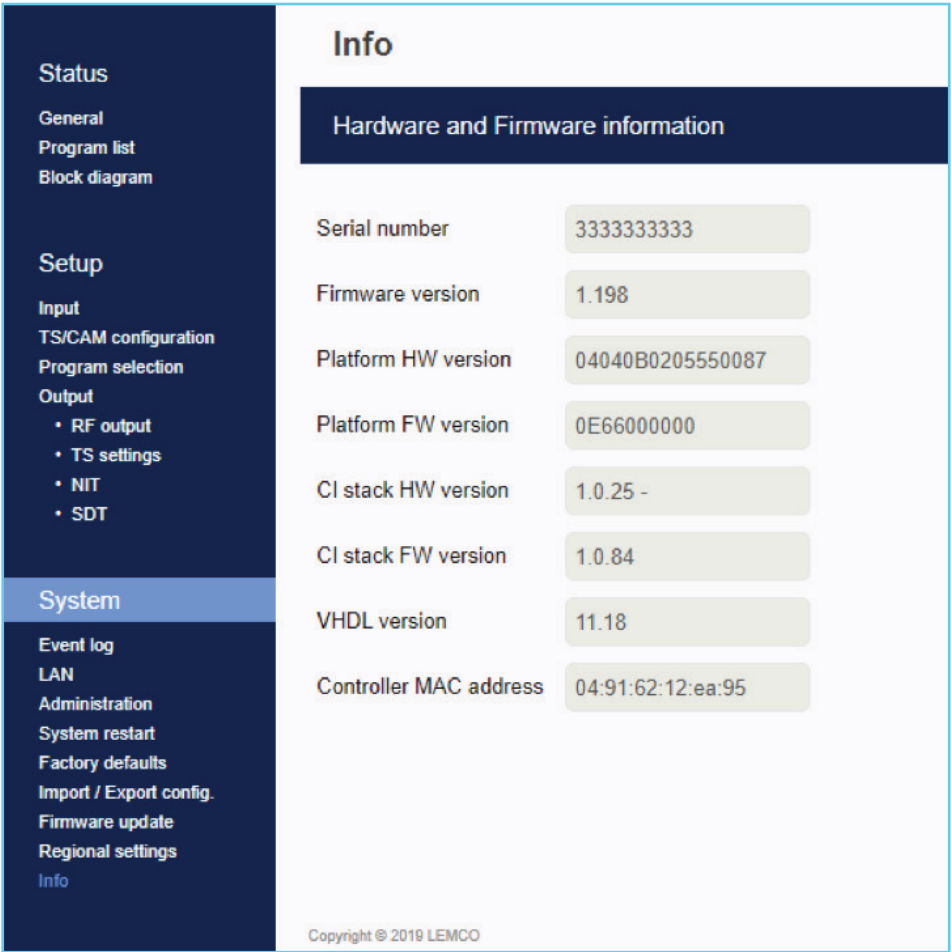 Status
General
Program list
Block diagram
Setup
Input
TS/CAM configuration
Program selection
Output
• RF output
• TS settings
• NIT
• SDT
System
Event log
LAN
Administration
System restart
Factory defaults
Import / Export config.
Firmware update
Regional settings
Info
Info
Hardware and Firmware information
Serial number 3333333333
Firmware version 1.198
Platform HW version 04040B0205550087
Platform FW version 0E66000000
CI stack HW version 1.0.25 -
CI stack FW version 1.0.84
VHDL version 11.18
Controller MAC address 04:91:62:12:ea:95
Copyright © 2019 LEMCO